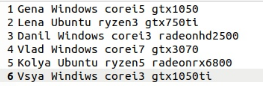 1 Gena Windows corei5 gtx1050
2 Lena Ubuntu ryzen3 gtx750ti
3 Danil Windows corei3 radeonhd2500
4 Vlad Windows corei7 gtx3070
5 Kolya Ubuntu ryzen5 radeonrx6800
6 Vsya Windiws corei3 gtx1050ti